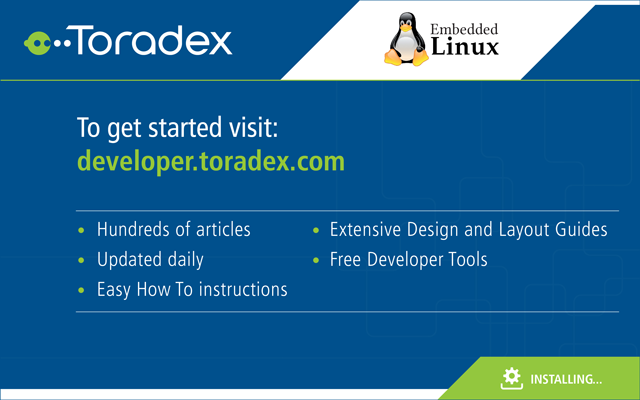 Toradex
Embedded
Linux
To get started visit:
developer.toradex.com
• Hundreds of articles
• Updated daily
• Easy How To instructions
• Extensive Design and Layout Guides
• Free Developer Tools
INSTALLING...